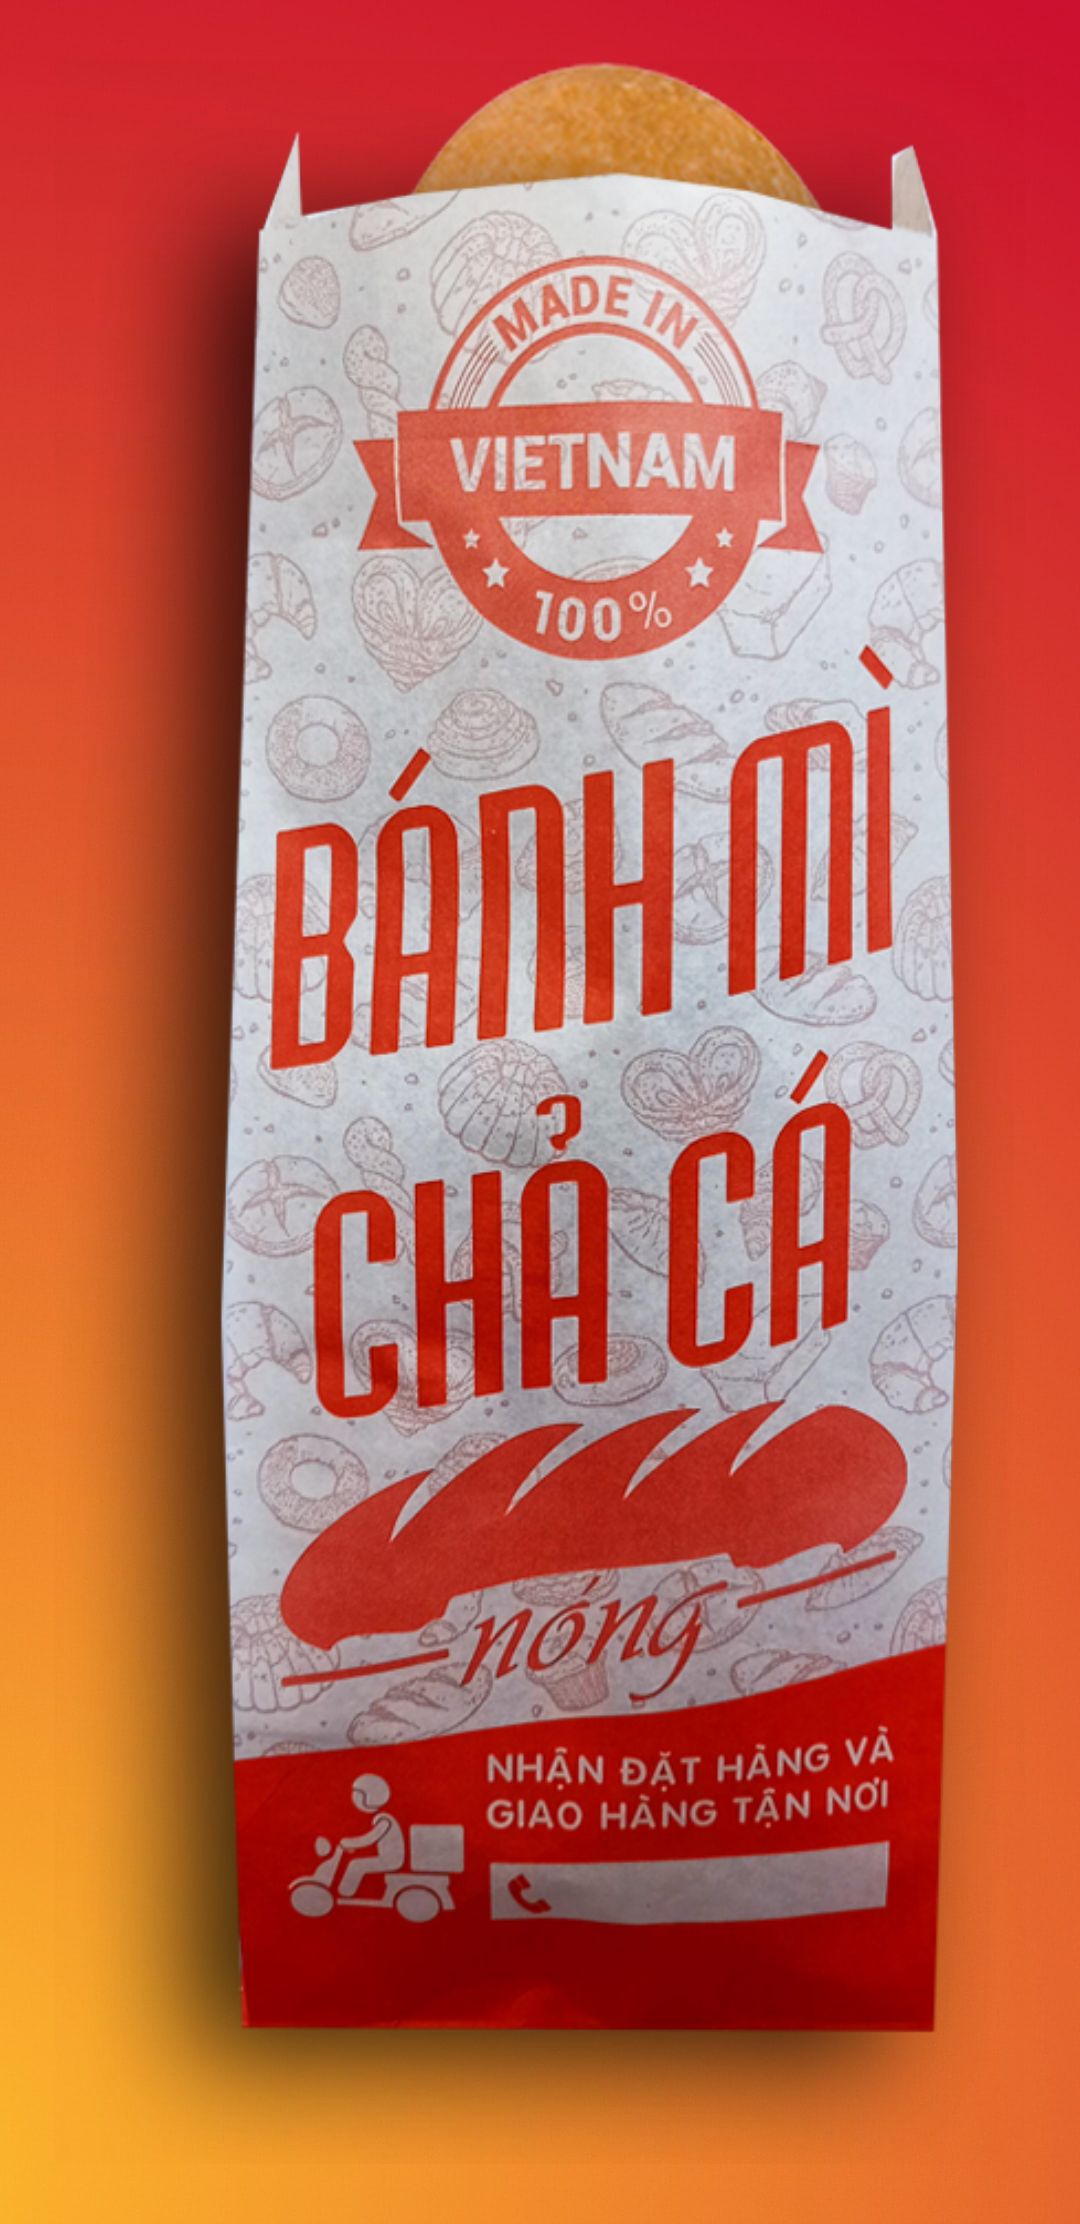 MADE IN
VIETNAM
100%
BÁNH MÌ
CHẢ CÁ
nóng
NHẬN ĐẶT HÀNG VÀ
GIAO HÀNG TẬN NƠI